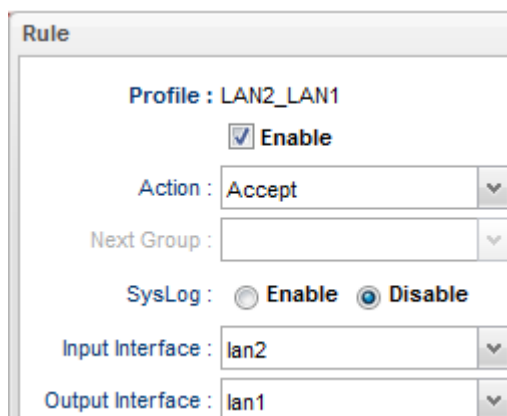 Rule
Profile : LAN2_LAN1
Enable
Action : Accept
Next Group :
SysLog : Enable Disable
Input Interface : lan2
Output Interface : lan1